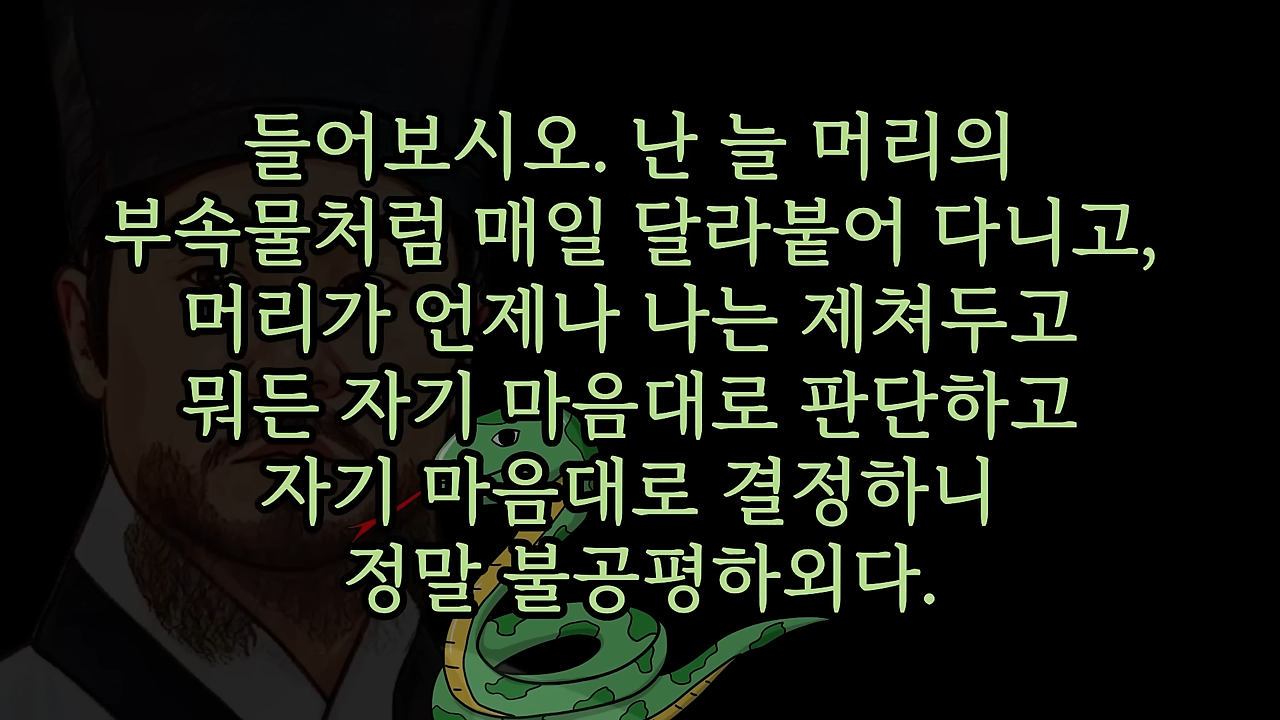 들어보시오. 난 늘 머리의
부속물처럼 매일 달라붙어 다니고,
머리가 언제나 나는 제쳐두고
뭐든 자기 마음대로 판단하고
자기 마음대로 결정하니
정말 불공평하외다.